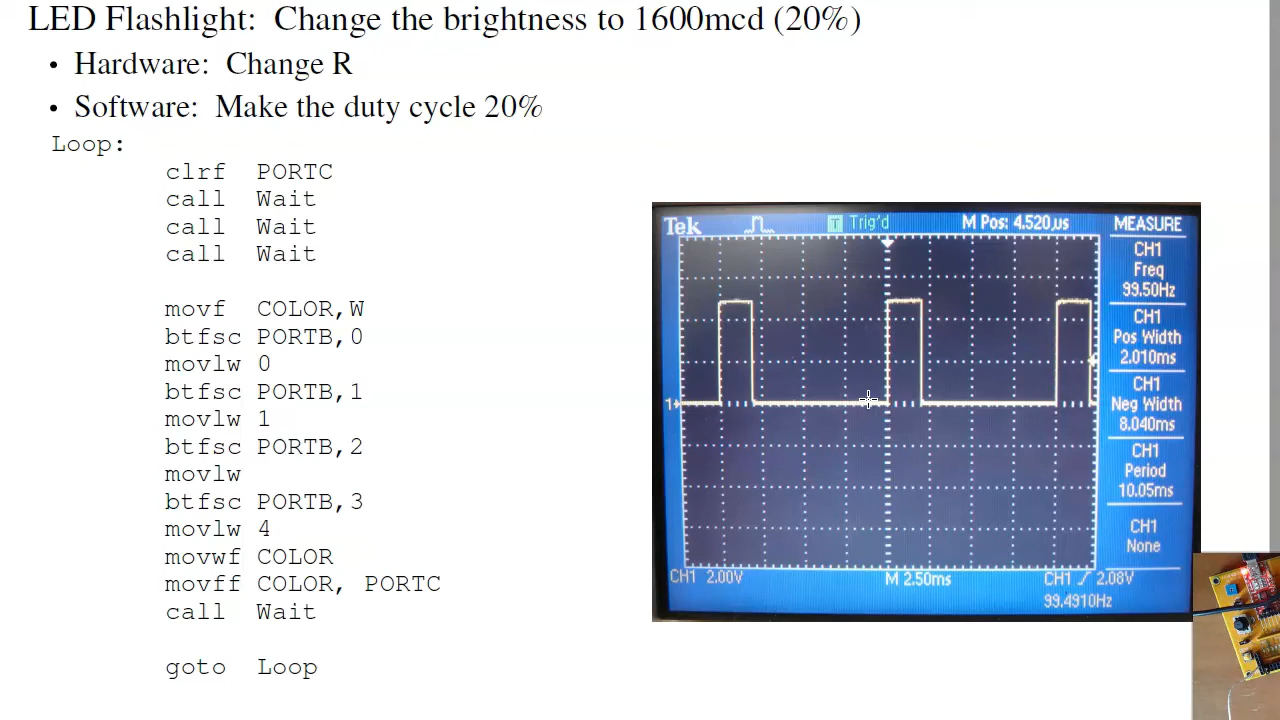 LED Flashlight: Change the brightness to 1600mcd (20%)
• Hardware: Change R
• Software: Make the duty cycle 20%
Loop:
clrf PORTC
call Wait
call Wait
call Wait
movf COLOR,W
btfsc PORTB,0
movlw 0
btfsc PORTB,1
movlw 1
btfsc PORTB,2
movlw
btfsc PORTB,3
movlw 4
movwf COLOR
movff COLOR, PORTC
call Wait
goto Loop
Tek T Trig'd M Pos: 4.520µs MEASURE
CH1
Freq
99.50Hz
CH1
Pos Width
2.010ms
1
CH1
Neg Width
8.040ms
CH1
Period
10.05ms
CH1
None
CH1 2.00V M 2.50ms CH1 2.08V
99.4910Hz